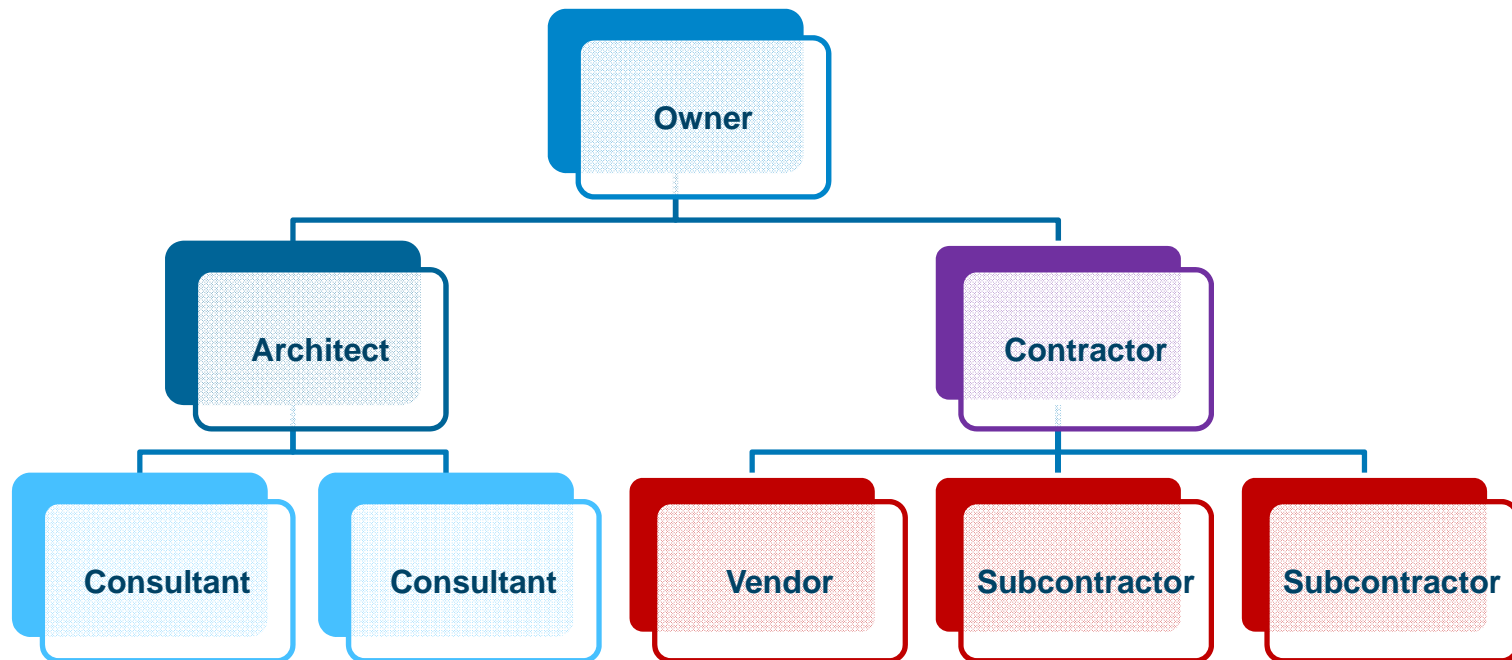 Owner
Architect
Contractor
Consultant
Consultant
Vendor
Subcontractor
Subcontractor